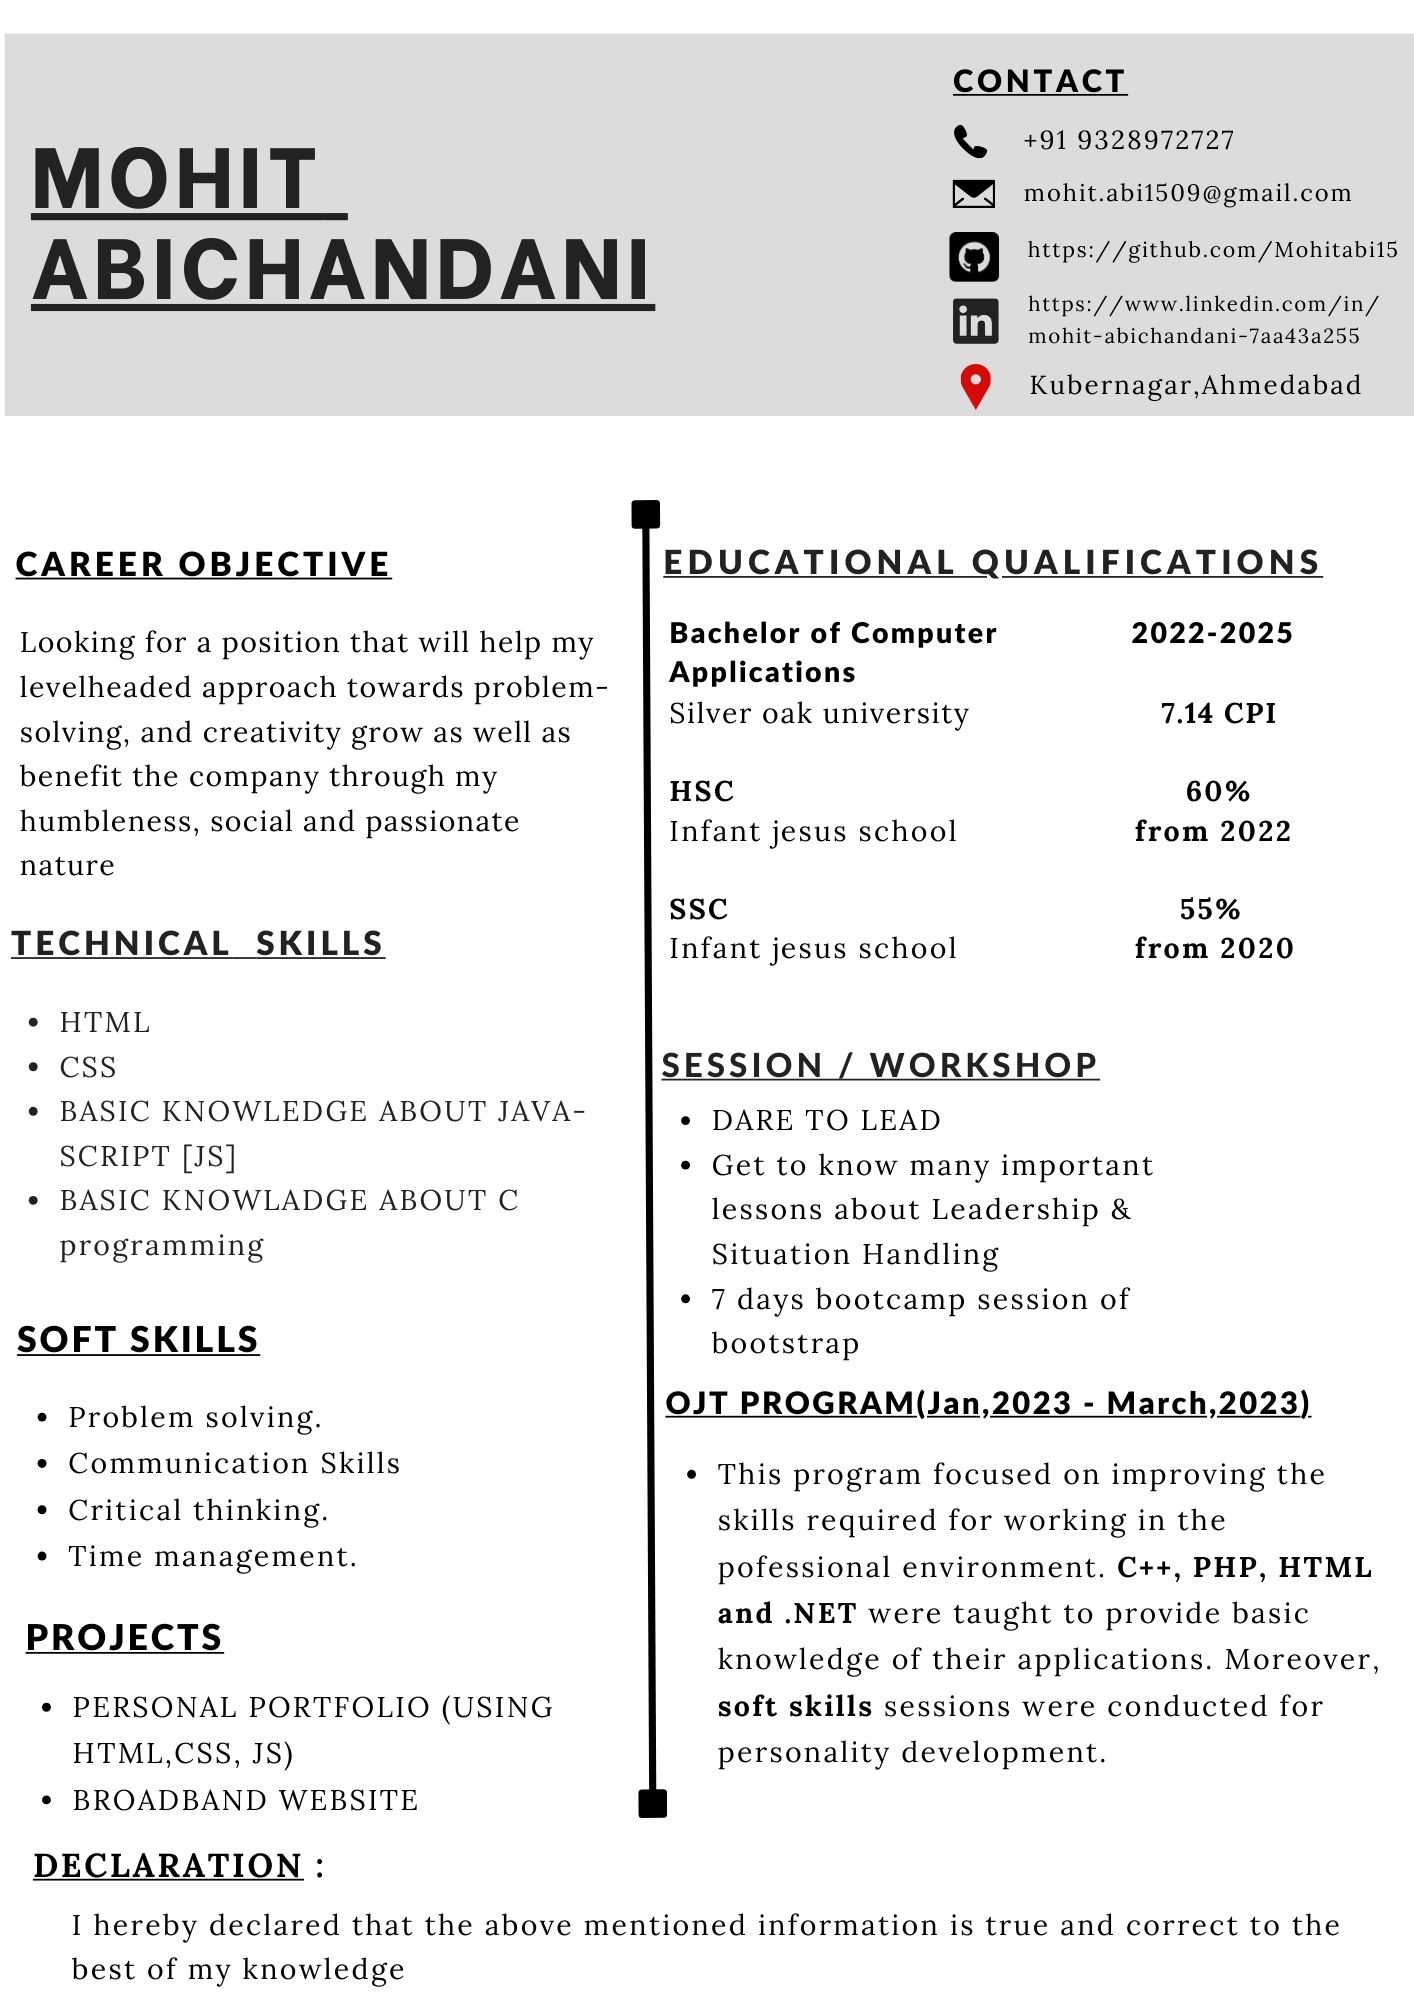 MOHIT
ABICHANDANI
CONTACT
+91 9328972727
mohit.abi1509@gmail.com
https://github.com/Mohitabi15
https://www.linkedin.com/in/
mohit-abichandani-7aa43a255
Kubernagar,Ahmedabad
CAREER OBJECTIVE
Looking for a position that will help my
levelheaded approach towards problem-
solving, and creativity grow as well as
benefit the company through my
humbleness, social and passionate
nature
TECHNICAL SKILLS
• HTML
• CSS
• BASIC KNOWLEDGE ABOUT JAVA-
SCRIPT [JS]
• BASIC KNOWLADGE ABOUT C
programming
SOFT SKILLS
• Problem solving.
• Communication Skills
• Critical thinking.
• Time management.
PROJECTS
• PERSONAL PORTFOLIO (USING
HTML,CSS, JS)
• BROADBAND WEBSITE
EDUCATIONAL QUALIFICATIONS
Bachelor of Computer 2022-2025
Applications
Silver oak university 7.14 CPI
HSC 60%
Infant jesus school from 2022
SSC 55%
Infant jesus school from 2020
SESSION / WORKSHOP
• DARE TO LEAD
• Get to know many important
lessons about Leadership &
Situation Handling
• 7 days bootcamp session of
bootstrap
OJT PROGRAM(Jan,2023 - March,2023)
• This program focused on improving the
skills required for working in the
pofessional environment. C++, PHP, HTML
and .NET were taught to provide basic
knowledge of their applications. Moreover,
soft skills sessions were conducted for
personality development.
DECLARATION :
I hereby declared that the above mentioned information is true and correct to the
best of my knowledge